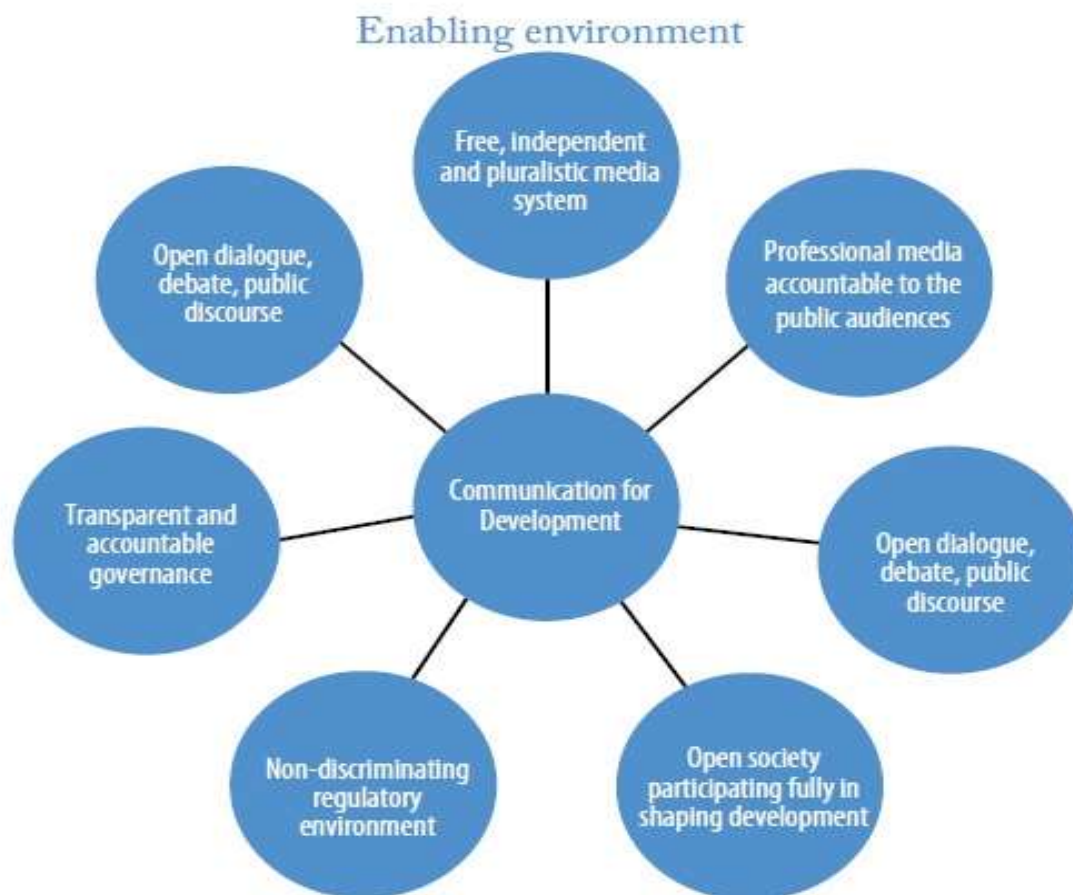 Enabling environment
Free, independent
and pluralistic media
system
Professional media
accountable to the
public audiences
Open dialogue,
debate, public
discourse
Open society
participating fully in
shaping development
Non-discriminating
regulatory
environment
Transparent and
accountable
governance
Open dialogue,
debate, public
discourse
Communication for
Development